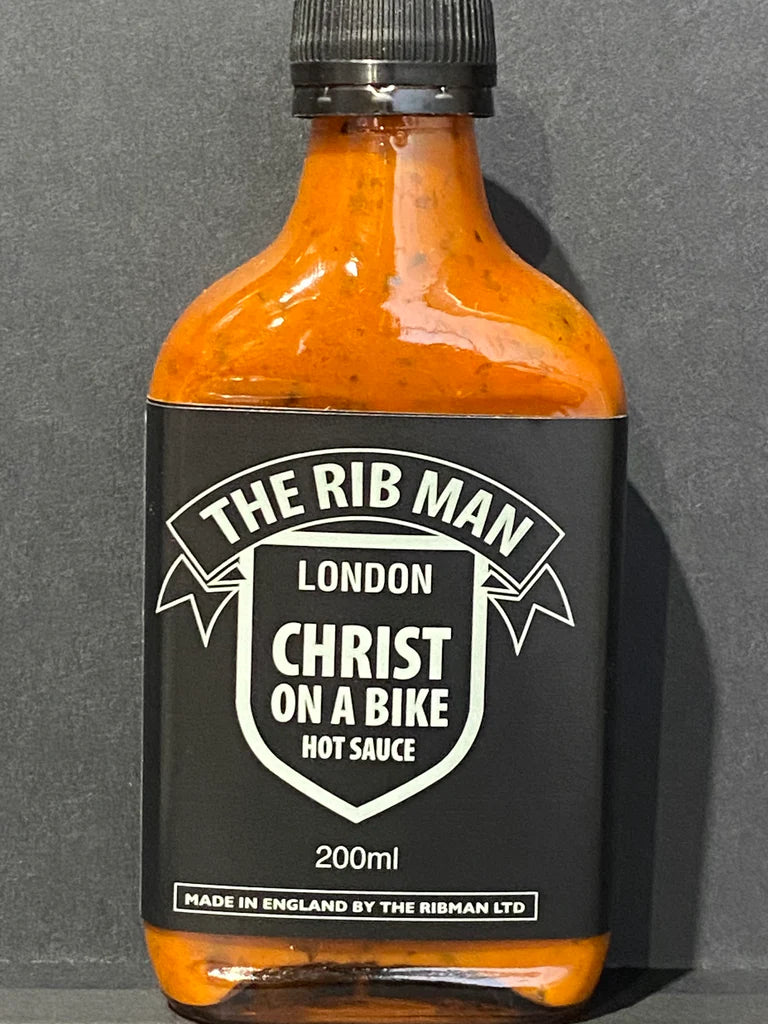 THE RIB MAN
LONDON
CHRIST
ON A BIKE
HOT SAUCE
200ml
MADE IN ENGLAND BY THE RIBMAN LTD